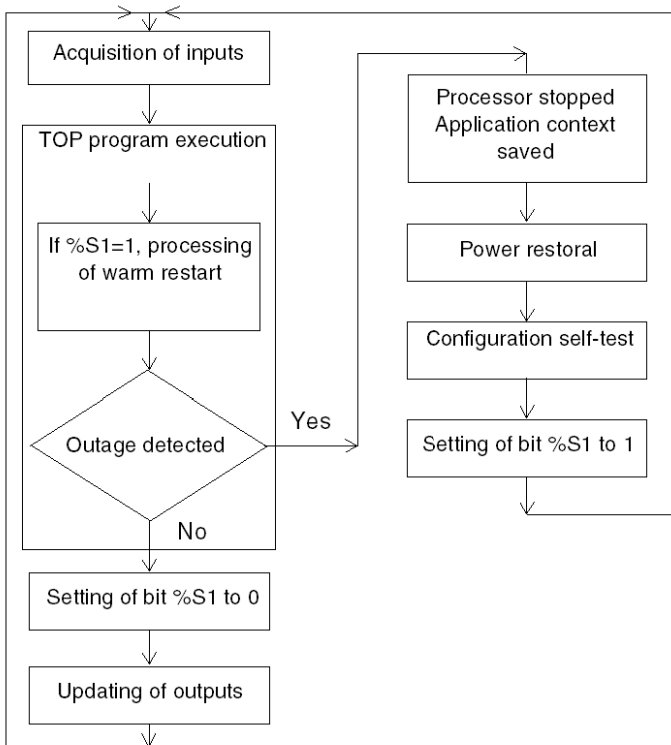 Acquisition of inputs
TOP program execution
If %S1=1, processing
of warm restart
Outage detected
Yes
No
Setting of bit %S1 to 0
Updating of outputs
Processor stopped
Application context
saved
Power restoral
Configuration self-test
Setting of bit %S1 to 1